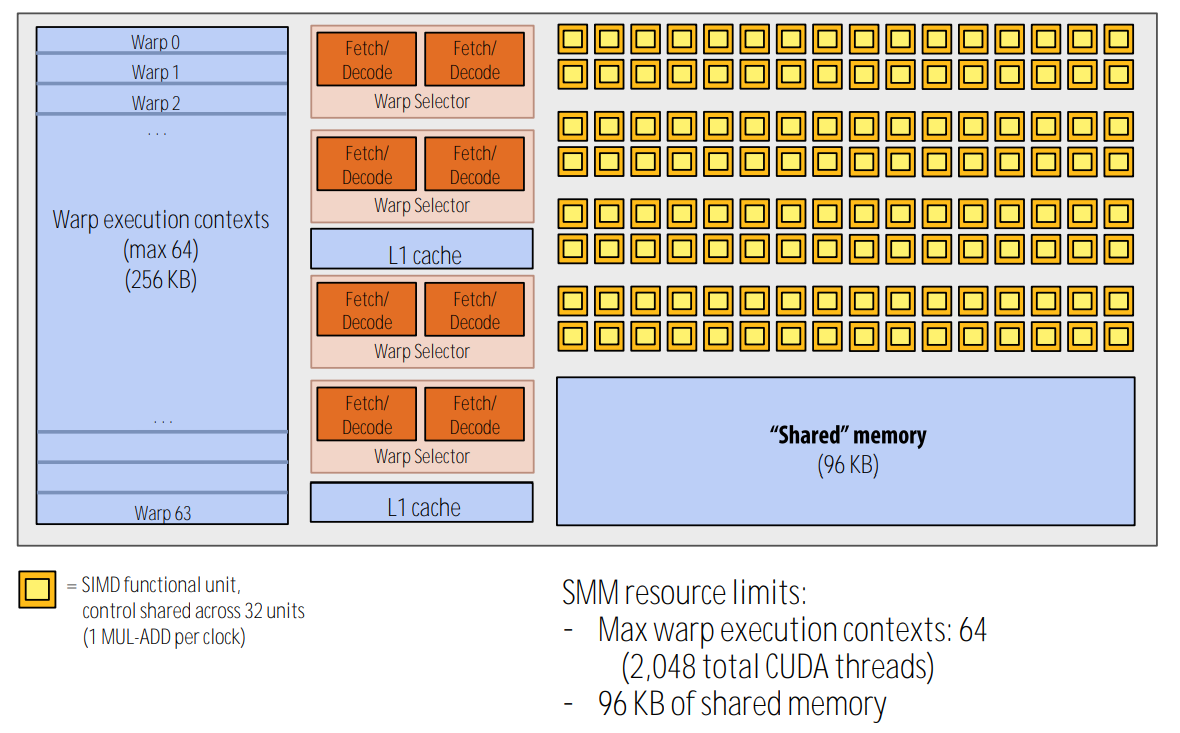 Warp 0
Warp 1
Warp 2
. . .
Warp execution contexts
(max 64)
(256 KB)
. . .
Warp 63
Fetch/
Decode
Fetch/
Decode
Warp Selector
Fetch/
Decode
Fetch/
Decode
Warp Selector
L1 cache
Fetch/
Decode
Fetch/
Decode
Warp Selector
Fetch/
Decode
Fetch/
Decode
Warp Selector
L1 cache
“Shared” memory
(96 KB)
= SIMD functional unit,
control shared across 32 units
(1 MUL-ADD per clock)
SMM resource limits:
- Max warp execution contexts: 64
(2,048 total CUDA threads)
- 96 KB of shared memory